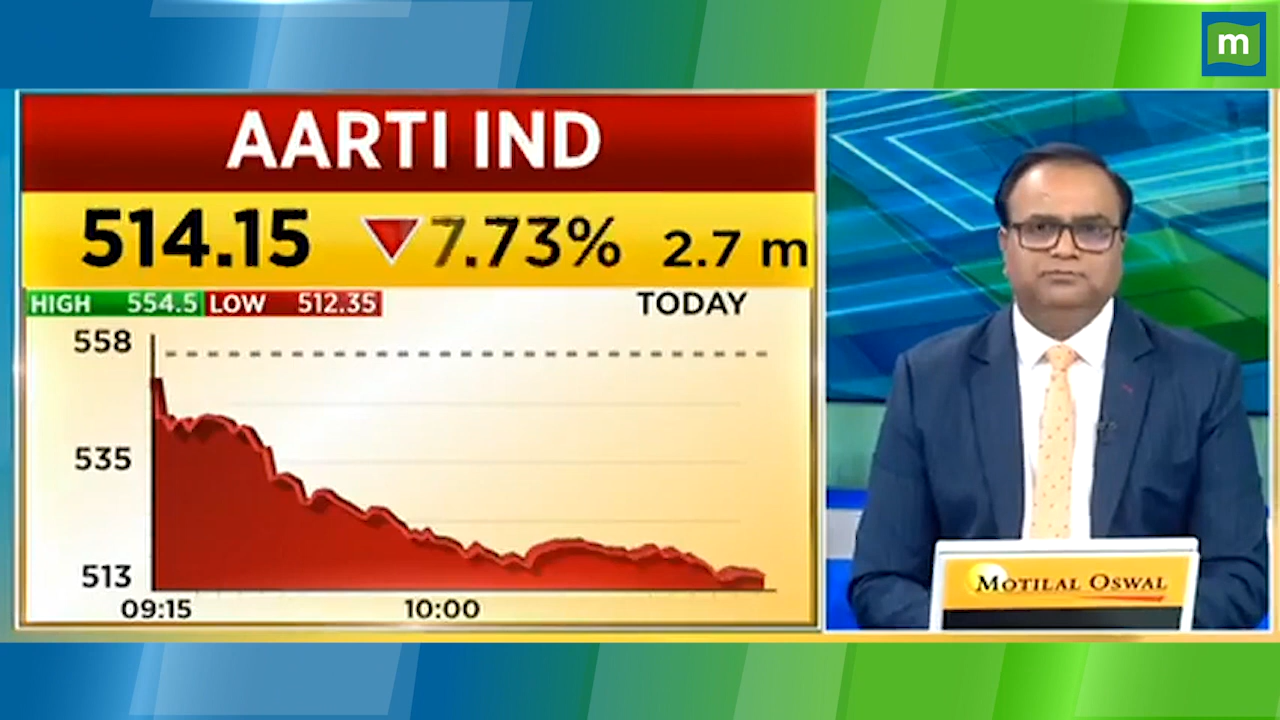 m
AARTI IND
514.15 ▼7.73% 2.7 m
HIGH 554.5 LOW 512.35 TODAY
558
535
513
09:15 10:00
MOTILAL OSWAL